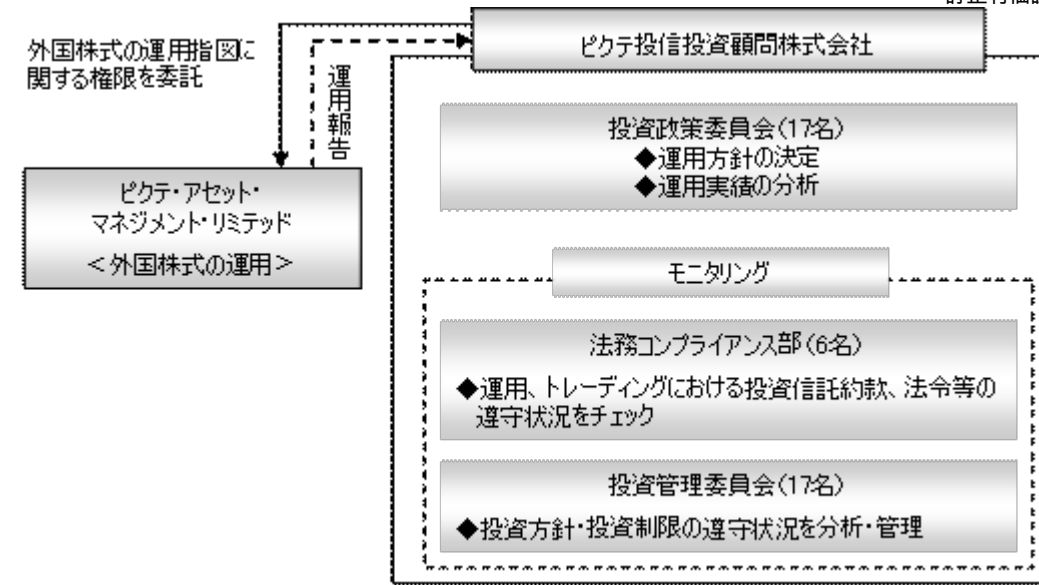 外国株式の運用指図に
関する権限を委託
運用報告
ピクテ投信投資顧問株式会社
投資政策委員会(17名)
◆運用方針の決定
◆運用実績の分析
ピクテ・アセット・
マネジメント・リミテッド
<外国株式の運用>
モニタリング
法務コンプライアンス部(6名)
◆運用、トレーディングにおける投資信託約款、法令等の
遵守状況をチェック
投資管理委員会(17名)
◆投資方針・投資制限の遵守状況を分析・管理